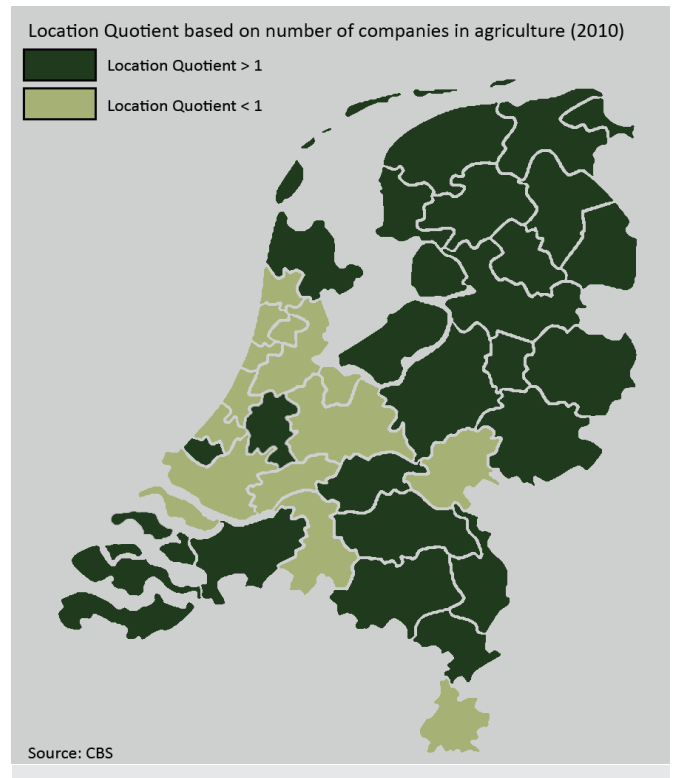 Location Quotient based on number of companies in agriculture (2010)
Location Quotient > 1
Location Quotient < 1
Source: CBS